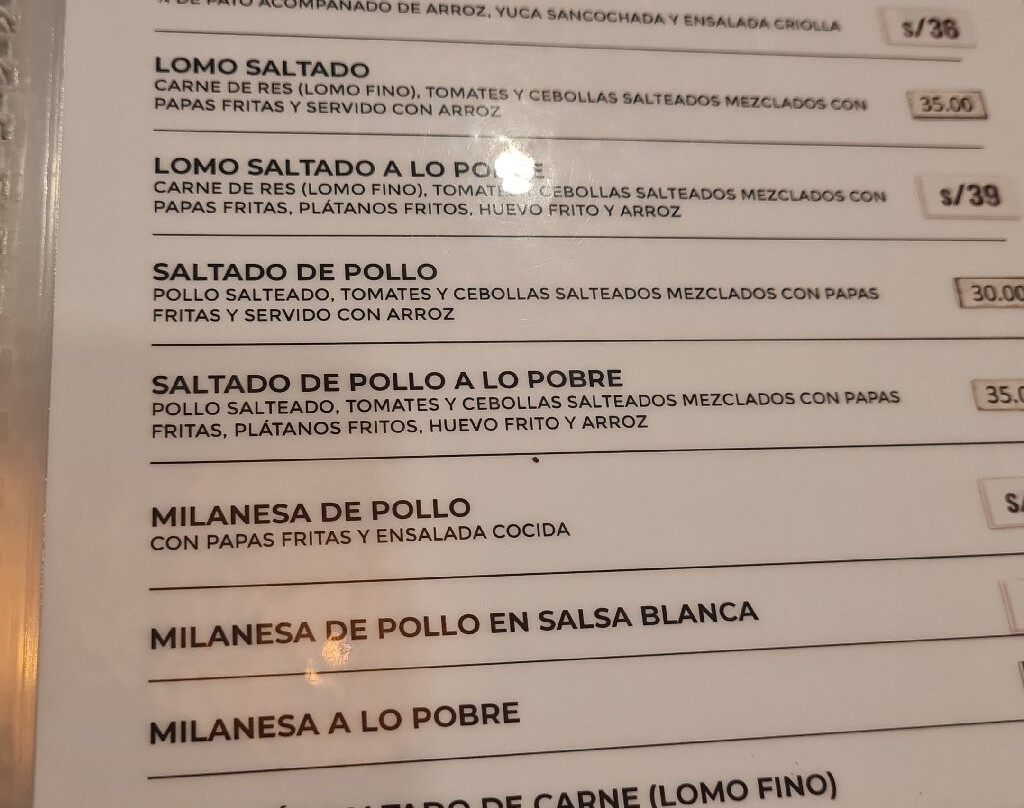 DE PATO ACOMPAÑADO DE ARROZ, YUCA SANCOCHADA Y ENSALADA CRIOLLA
S/36
LOMO SALTADO
CARNE DE RES (LOMO FINO), TOMATES Y CEBOLLAS SALTEADOS MEZCLADOS CON
PAPAS FRITAS Y SERVIDO CON ARROZ
35.00
LOMO SALTADO A LO
CARNE DE RES (LOMO FINO), CEBOLLAS SALTEADOS MEZCLADOS CON
PAPAS FRITAS, PLÁTANOS FRITOS, HUEVO FRITO Y ARROZ
S/39
SALTADO DE POLLO
POLLO SALTEADO, TOMATES Y CEBOLLAS SALTEADOS MEZCLADOS CON PAPAS
FRITAS Y SERVIDO CON ARROZ
30.00
SALTADO DE POLLO A LO POBRE
POLLO SALTEADO, TOMATES Y CEBOLLAS SALTEADOS MEZCLADOS CON PAPAS
FRITAS, PLÁTANOS FRITOS, HUEVO FRITO Y ARROZ
MILANESA DE POLLO
CON PAPAS FRITAS Y ENSALADA COCIDA
MILANESA DE POLLO EN SALSA BLANCA
MILANESA A LO POBRE
DE CARNE (LOMO FINO)